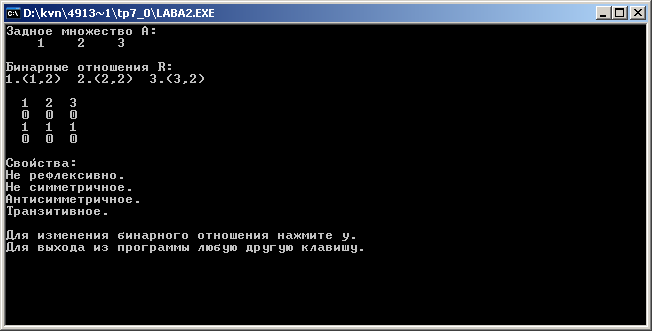 D:\kvn\4913~1\tp7_0\LABA2.EXE
Задное множество A:
1 2 3
Бинарные отношения R:
1.(1,2) 2.(2,2) 3.(3,2)
1 2 3
0 0 0
1 1 1
0 0 0
Свойства:
Не рефлексивно.
Не симметричное.
Антисимметричное.
Транзитивное.
Для изменения бинарного отношения нажмите y.
Для выхода из программы любую другую клавишу.